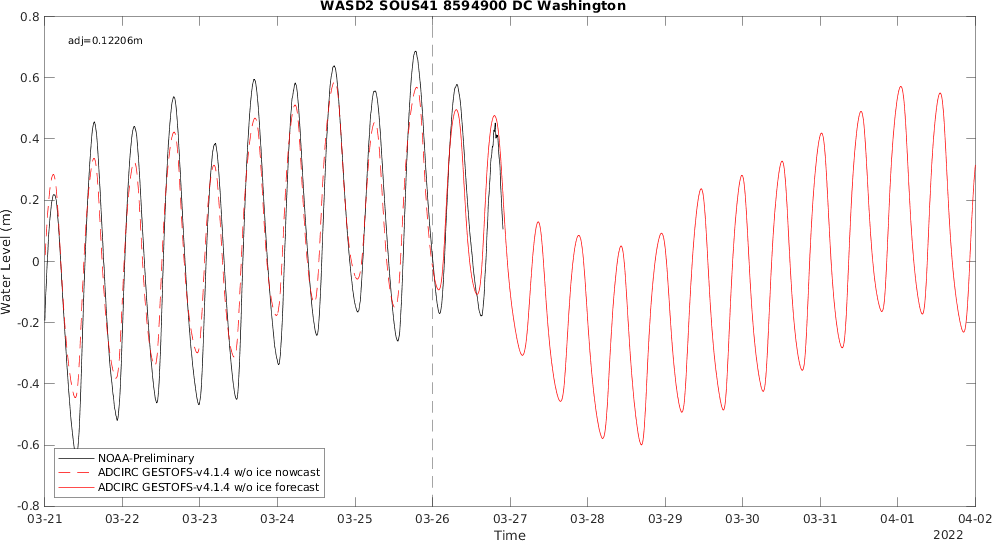 WASD2 SOUS41 8594900 DC Washington
adj=0.12206m
Water Level (m)
0.8
0.6
0.4
0.2
0
-0.2
-0.4
-0.6
-0.8
NOAA-Preliminary
ADCIRC GESTOFS-v4.1.4 w/o ice nowcast
ADCIRC GESTOFS-v4.1.4 w/o ice forecast
03-21 03-22 03-23 03-24 03-25 03-26 03-27 03-28 03-29 03-30 03-31 04-01 04-02
Time
2022